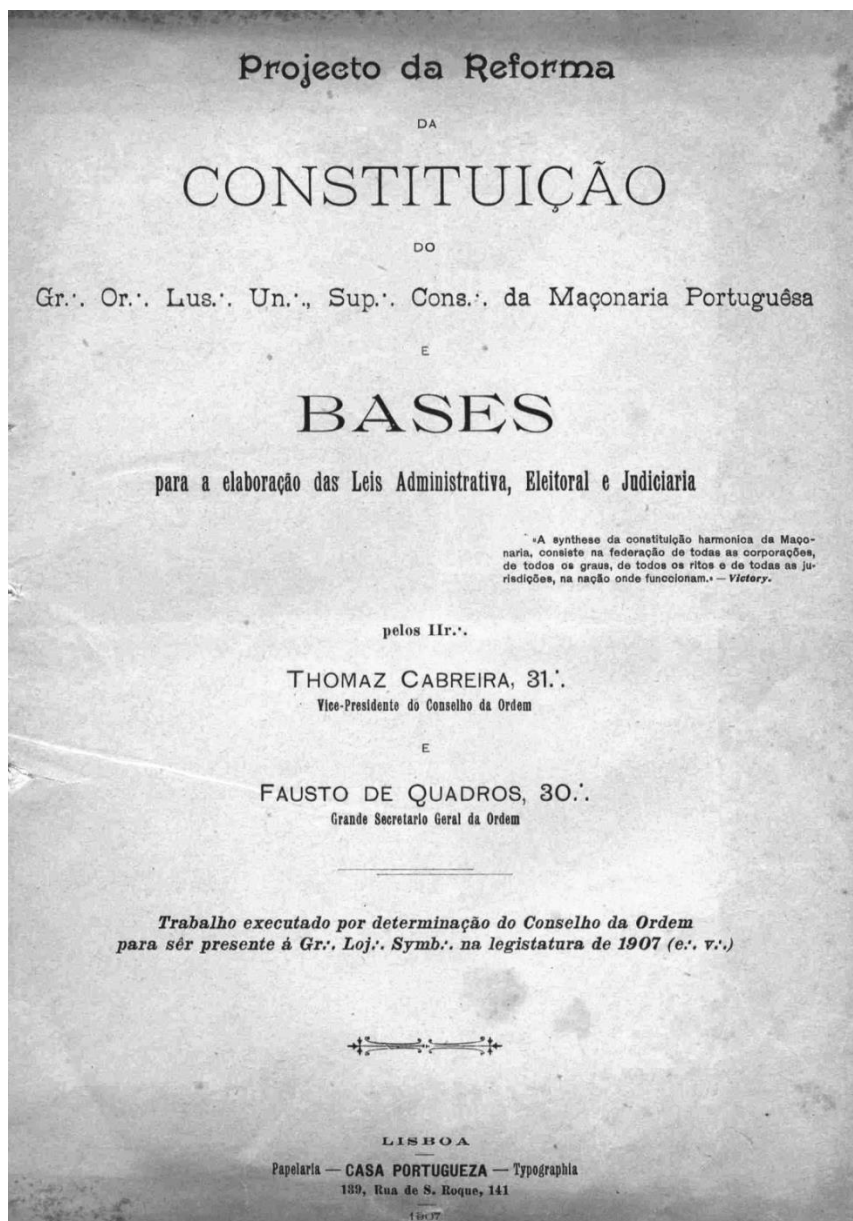 Projecto da Reforma
DA
CONSTITUIÇÃO
DO
Gr.·. Or.·. Lus.·. Un.·., Sup.·. Cons.·. da Maçonaria Portuguêsa
E
BASES
para a elaboração das Leis Administrativa, Eleitoral e Judiciaria
«A synthese da constituição harmonica da Maço-
naria, consiste na federação de todas as corporações,
de todos os graus, de todos os ritos e de todas as ju-
risdições, na nação onde funccionam.» — Victory.
pelos IIr.·.
THOMAZ CABREIRA, 31.·.
Vice-Presidente do Conselho da Ordem
E
FAUSTO DE QUADROS, 30.·.
Grande Secretario Geral da Ordem
Trabalho executado por determinação do Conselho da Ordem
para sêr presente á Gr.·. Loj.·. Symb.·. na legistatura de 1907 (e.·. v.·.)
LISBOA
Papelaria — CASA PORTUGUEZA — Typographia
139, Rua de S. Roque, 141
1907